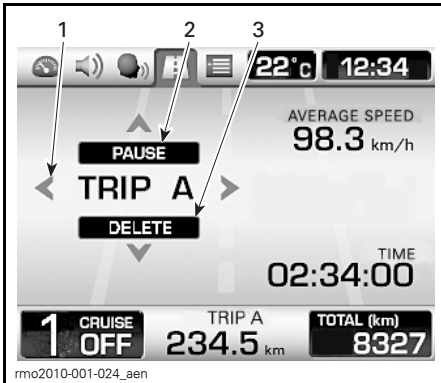 1 2 3
22°C 12:34
AVERAGE SPEED
98.3 km/h
PAUSE
TRIP A
DELETE
TIME
02:34:00
1 CRUISE OFF
TRIP A
234.5 km
TOTAL (km)
8327
rmo2010-001-024_aen